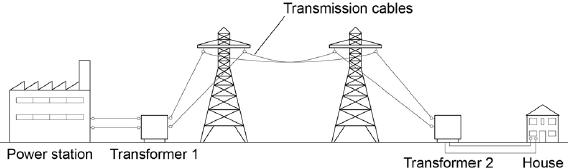 Transmission cables
Power station
Transformer 1
Transformer 2
House